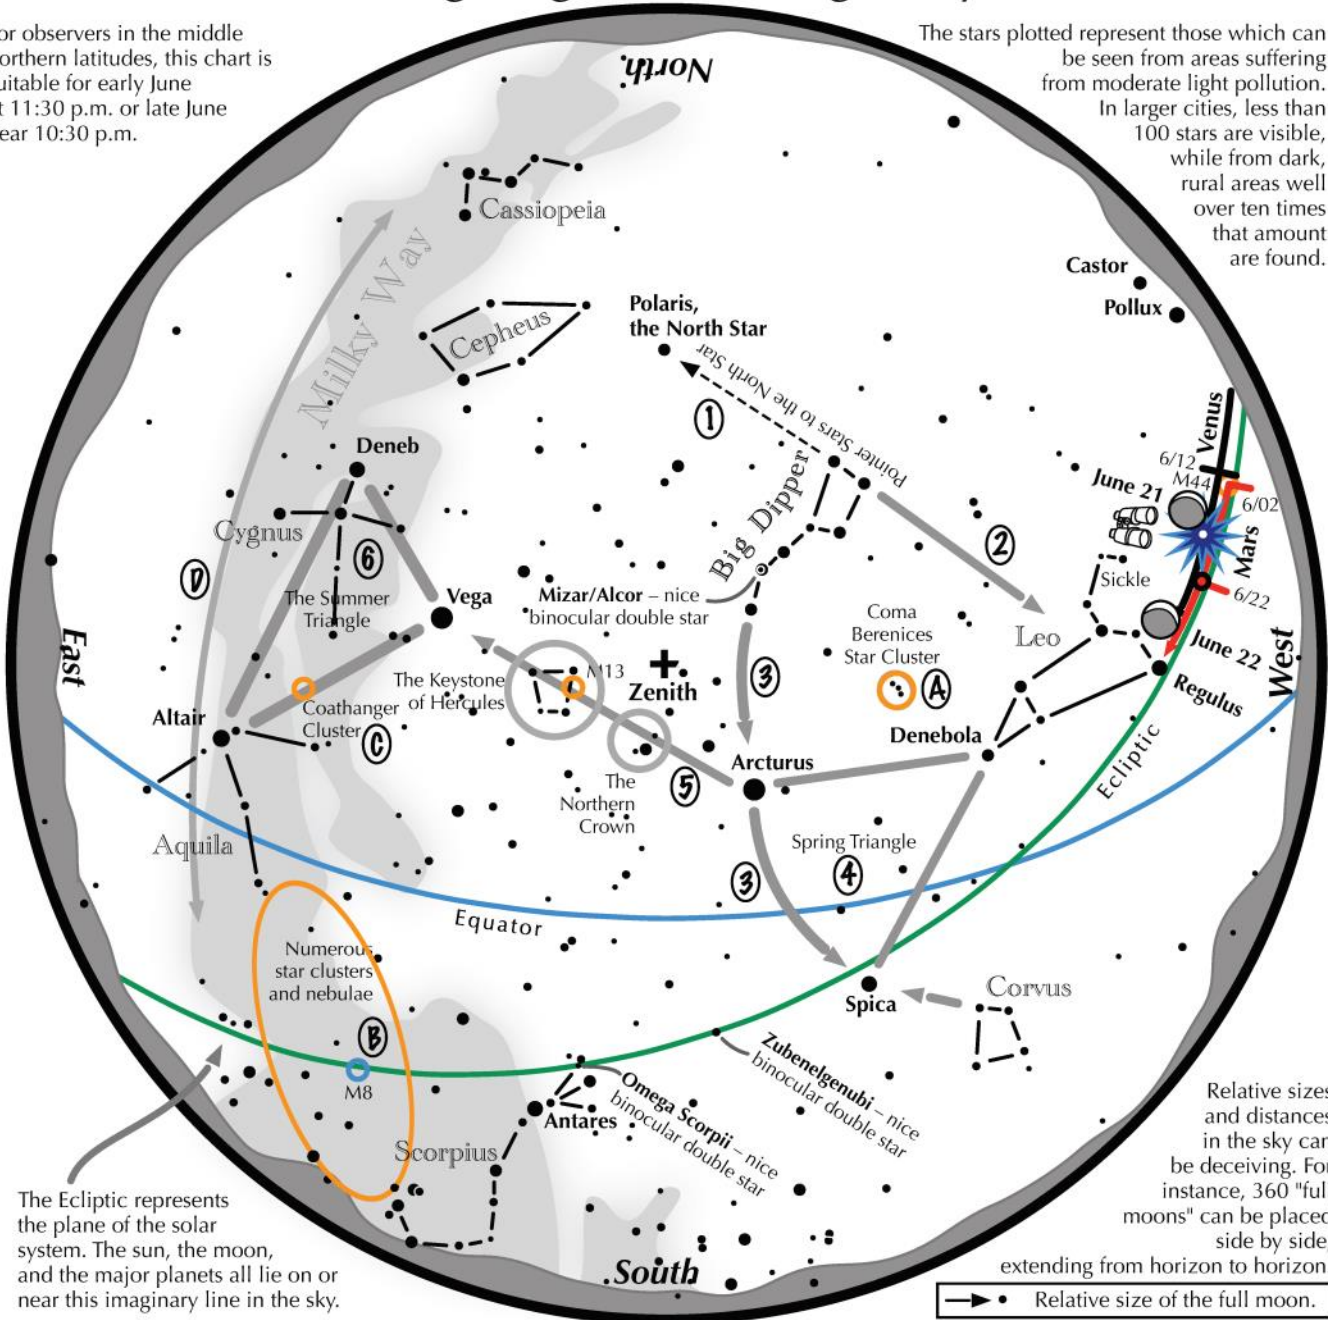 or observers in the middle
orthern latitudes, this chart is
uitable for early June
t 11:30 p.m. or late June
ear 10:30 p.m.
The stars plotted represent those which can
be seen from areas suffering
from moderate light pollution.
In larger cities, less than
100 stars are visible,
while from dark,
rural areas well
over ten times
that amount
are found.
North
Cassiopeia
Milky Way
Castor
Pollux
Cepheus
Polaris,
the North Star
Pointer Stars to the North Star
1
Venus
6/12
M44
June 21
6/02
Mars
6/22
Deneb
Cygnus
6
D
The Summer
Triangle
Vega
Big Dipper
2
Mizar/Alcor – nice
binocular double star
Sickle
Coma
Berenices
Star Cluster
A
Leo
June 22
Regulus
West
East
M13
The Keystone
of Hercules
Zenith
3
Altair
Coathanger
Cluster
C
Denebola
Arcturus
5
The
Northern
Crown
Ecliptic
Aquila
Spring Triangle
4
3
Equator
Numerous
star clusters
and nebulae
B
M8
Spica
Corvus
Zubenelgenubi – nice
binocular double star
Omega Scorpii – nice
binocular double star
Antares
Scorpius
The Ecliptic represents
the plane of the solar
system. The sun, the moon,
and the major planets all lie on or
near this imaginary line in the sky.
South
Relative sizes
and distances
in the sky can
be deceiving. For
instance, 360 "full
moons" can be placed
side by side,
extending from horizon to horizon
Relative size of the full moon.